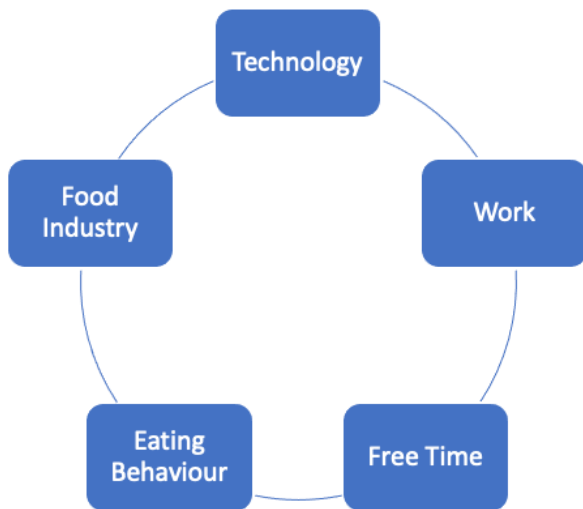 Technology
Work
Free Time
Eating
Behaviour
Food
Industry